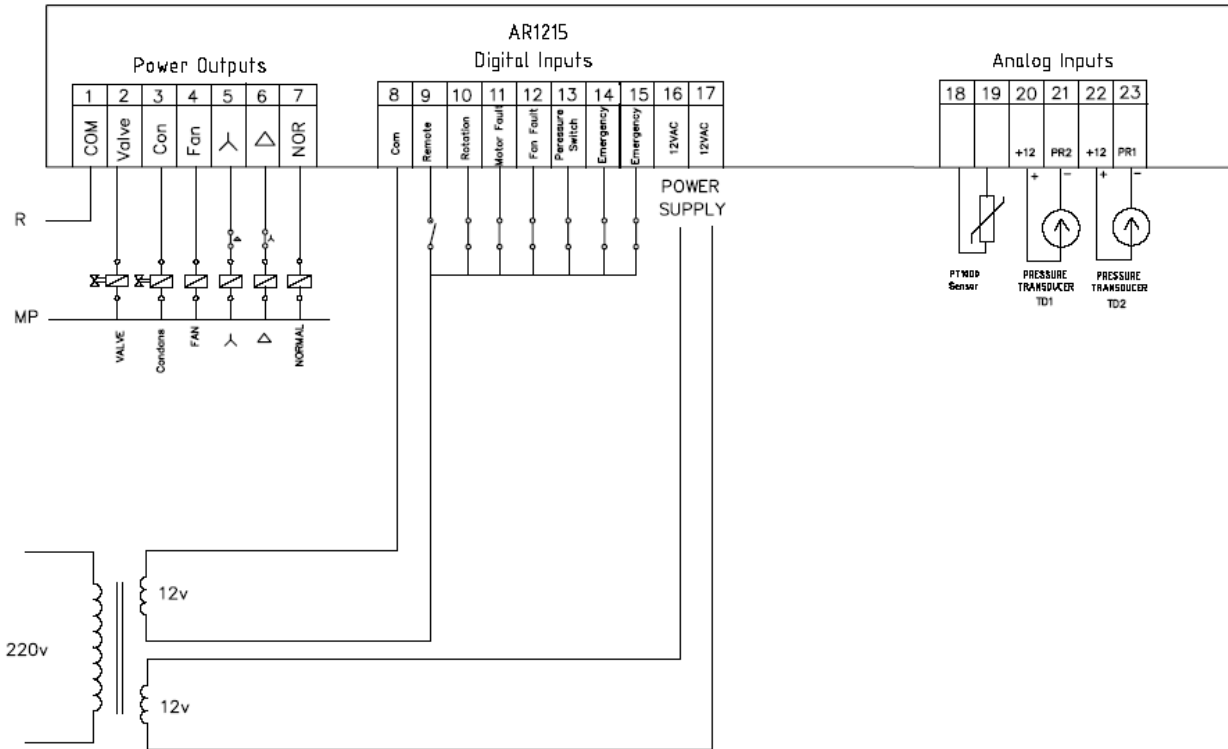 AR1215
Power Outputs
Digital Inputs
Analog Inputs
1 2 3 4 5 6 7
8 9 10 11 12 13 14 15 16 17
18 19 20 21 22 23
COM
Valve
Con
Fan
NOR
Com
Remote
Rotation
Motor Fault
Fan Fault
Peressure
Switch
Emergency
Emergency
12VAC
12VAC
+12 PR2 +12 PR1
+ - + -
POWER
SUPPLY
R
MP
VALVE
Condens
FAN
NORMAL
PT100
Sensor
PRESSURE
TRANSDUCER
TD1
PRESSURE
TRANSDUCER
TD2
220v
12v
12v